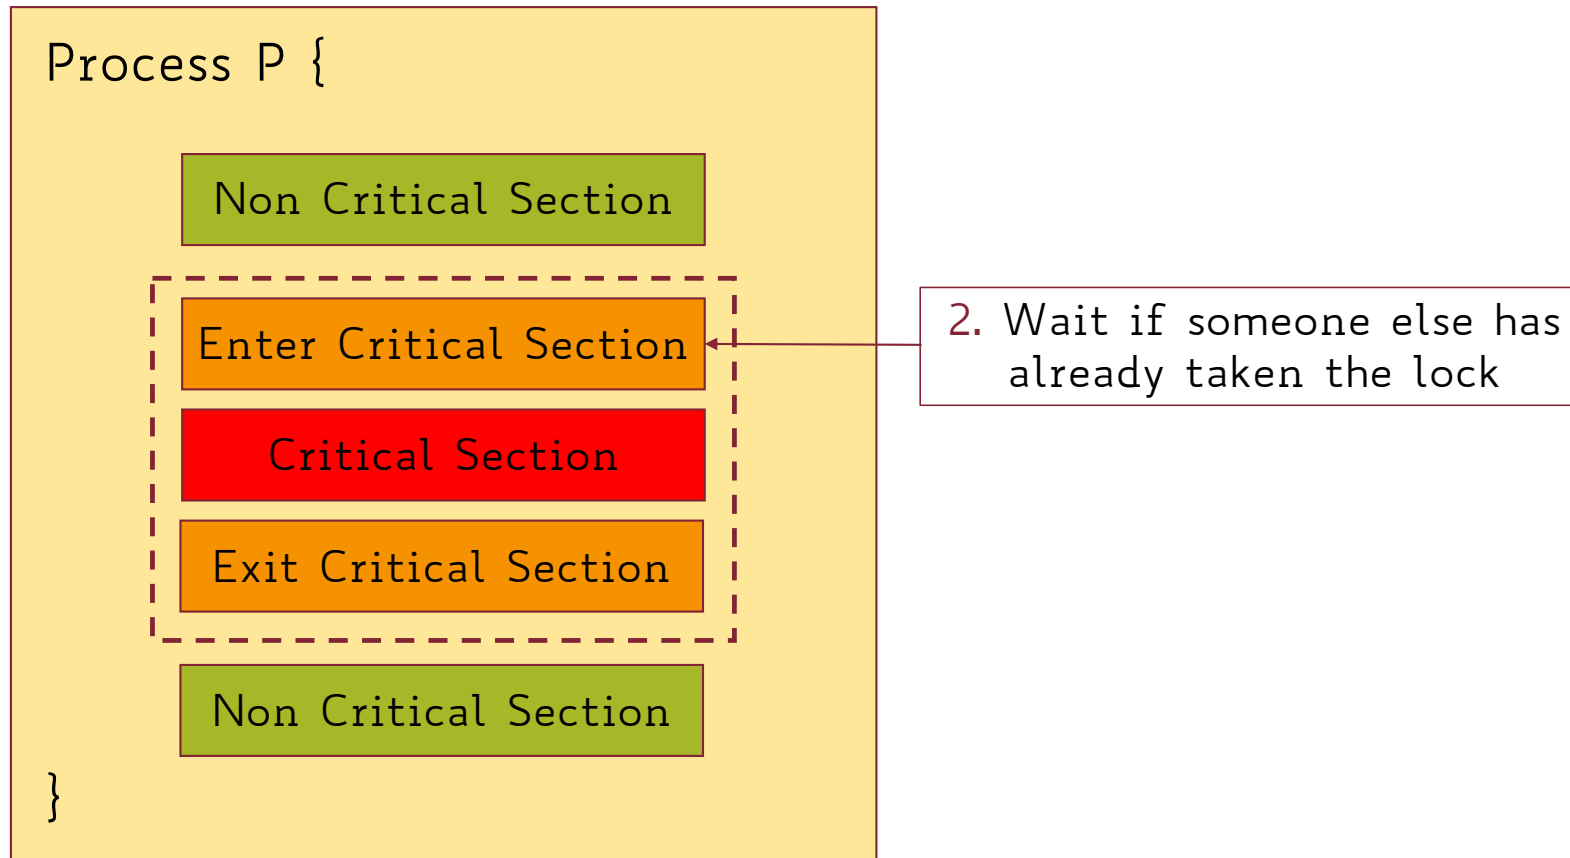 Process P {
Non Critical Section
Enter Critical Section
2. Wait if someone else has
already taken the lock
Critical Section
Exit Critical Section
Non Critical Section
}